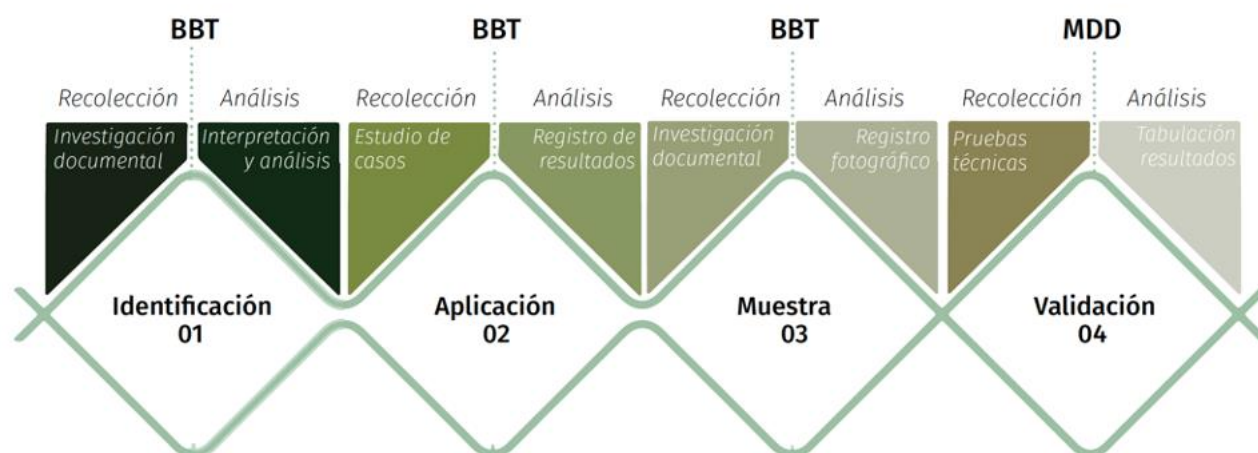 BBT
BBT
BBT
MDD
Recolección
Análisis
Recolección
Análisis
Recolección
Análisis
Recolección
Análisis
Investigación
documental
Interpretación
y análisis
Estudio de
casos
Registro de
resultados
Investigación
documental
Registro
fotográfico
Pruebas
técnicas
Tabulación
resultados
Identificación
01
Aplicación
02
Muestra
03
Validación
04